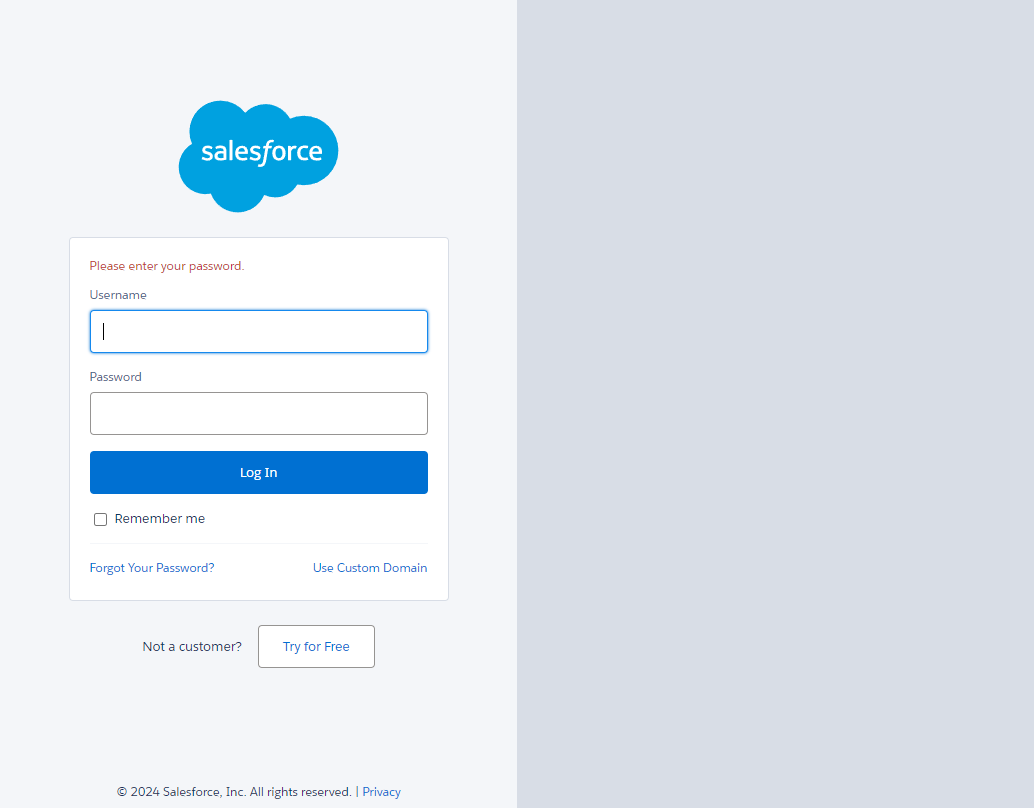 salesforce
Please enter your password.
Username
Password
Log In
Remember me
Forgot Your Password? Use Custom Domain
Not a customer? Try for Free
© 2024 Salesforce, Inc. All rights reserved. | Privacy